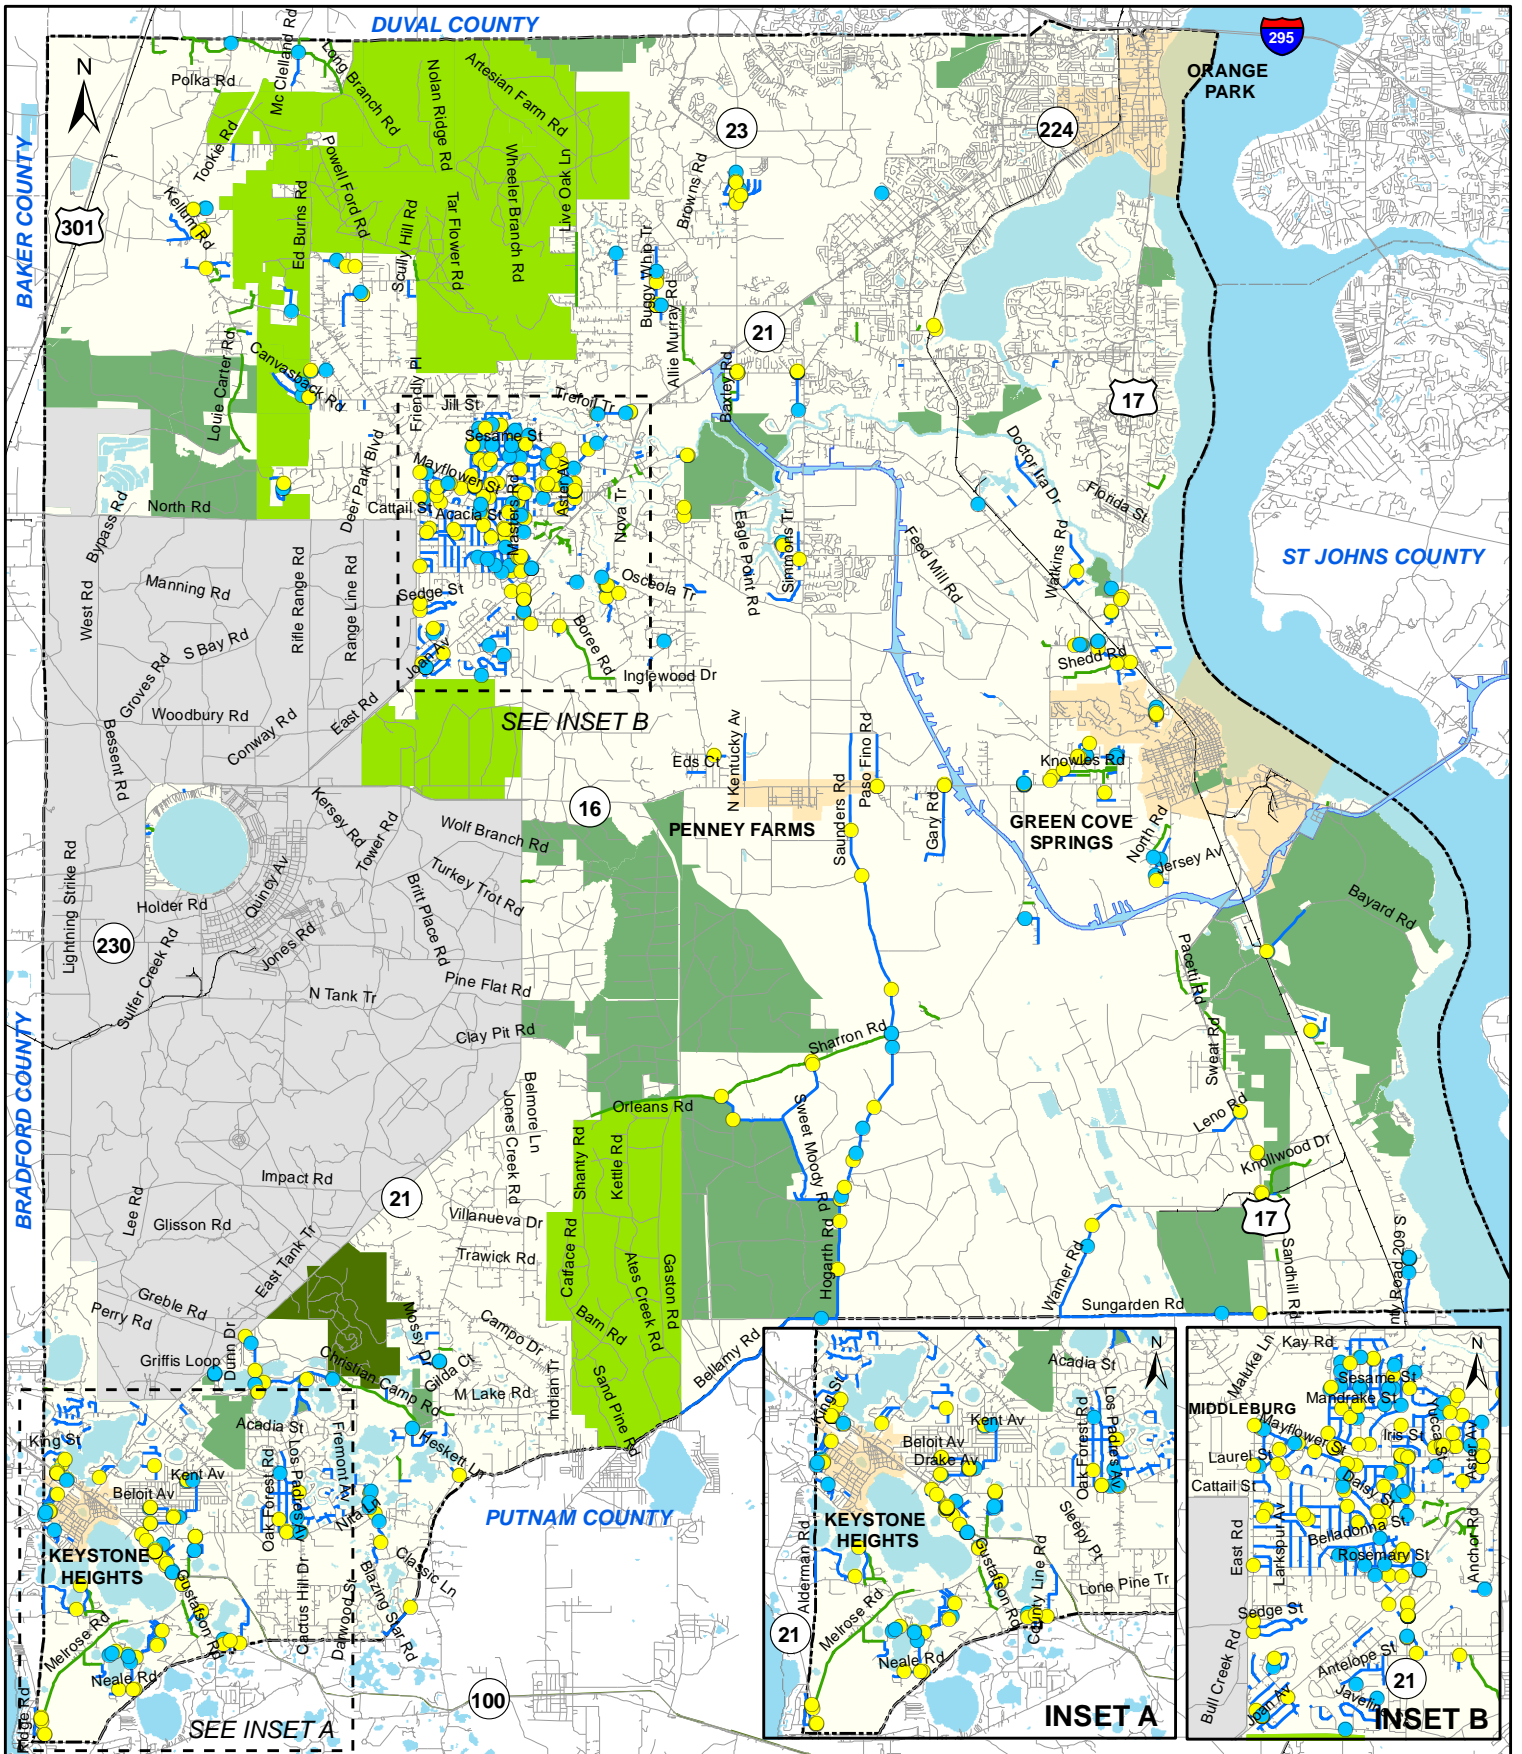 DUVAL COUNTY
295
ORANGE
PARK
N
Polka Rd
Mc Clelland Rd
Long Branch Rd
Nolan Ridge Rd
Artesian Farm Rd
23
224
Tookie Rd
Powell Ford Rd
Wheeler Branch Rd
Live Oak Ln
Browns Rd
BAKER COUNTY
301
Kellum Rd
Ed Burns Rd
Scully Hill Rd
Tar Flower Rd
Buggy Whip Tr
Allie Murray Rd
21
Louie Carter Rd
Canvasback Rd
Friendly Pl
Baxley Rd
17
Jill St
Trefoil Tr
Sesame St
Deer Park Blvd
Mayflower St
Aster Av
Doctor Ira Dr
Florida St
Bypass Rd
North Rd
Cattail St
Acacia St
Masters Rd
Nova Tr
Eagle Point Rd
Simmons Tr
Feed Mill Rd
Watkins Rd
ST JOHNS COUNTY
West Rd
Manning Rd
Rifle Range Rd
Range Line Rd
Sedge St
Osceola Tr
S Bay Rd
Groves Rd
Joan Av
Boree Rd
Inglewood Dr
Shedd Rd
Woodbury Rd
Conway Rd
East Rd
SEE INSET B
Bessent Rd
Eds Ct
N Kentucky Av
Paso Fino Rd
Knowles Rd
16
Kersey Rd
Tower Rd
Wolf Branch Rd
PENNEY FARMS
Saunders Rd
Gary Rd
GREEN COVE
SPRINGS
North Rd
Jersey Av
Lightning Strike Rd
Holder Rd
Quincy Av
Turkey Trot Rd
Britt Place Rd
Bayard Rd
230
Sulfer Creek Rd
Jones Rd
Pine Flat Rd
Pacetti Rd
N Tank Tr
Clay Pit Rd
Sharron Rd
Sweat Rd
BRADFORD COUNTY
Belmore Ln
Jones Creek Rd
Orleans Rd
Sweet Moody Rd
Leno Rd
Shanty Rd
Kettle Rd
Knollwood Dr
Impact Rd
21
Lee Rd
Glisson Rd
Villanueva Dr
East Tank Tr
Trawick Rd
Catface Rd
Ates Creek Rd
Gaston Rd
Hogarth Rd
17
Warner Rd
Sandhill Rd
nty Road 209 S
Greble Rd
Perry Rd
Sungarden Rd
Mossy Dr
Campo Dr
Barn Rd
Griffis Loop
Dunn Dr
Christian Camp Rd
Gilda Ct
M Lake Rd
Indian Tr
Sand Pine Rd
Bellamy Rd
Acadia St
King St
Fremont Av
Heskett Ln
Kent Av
Beloit Av
Oak Forest Rd
Los Padres Av
Nita Ln
PUTNAM COUNTY
KEYSTONE
HEIGHTS
Gustafson Rd
Classic Ln
Blazing Star Rd
Cactus Hill Dr
Darwood St
Melrose Rd
Neale Rd
Ridge Rd
SEE INSET A
100
N
Acadia St
King St
Kent Av
Beloit Av
Drake Av
Oak Forest Rd
Los Padres Av
KEYSTONE
HEIGHTS
Sleepy Pt
Alderman Rd
Gustafson Rd
County Line Rd
Lone Pine Tr
21
Melrose Rd
Neale Rd
INSET A
Kay Rd
N
Maluke Ln
Sesame St
Mandrake St
MIDDLEBURG
Mayflower St
Yucca St
Iris St
Laurel St
Aster Av
Cattail St
Daisy St
East Rd
Larkspur Av
Belladonna St
Rosemary St
Anchor Rd
Sedge St
Bull Creek Rd
Antelope St
21
Joan Av
INSET B